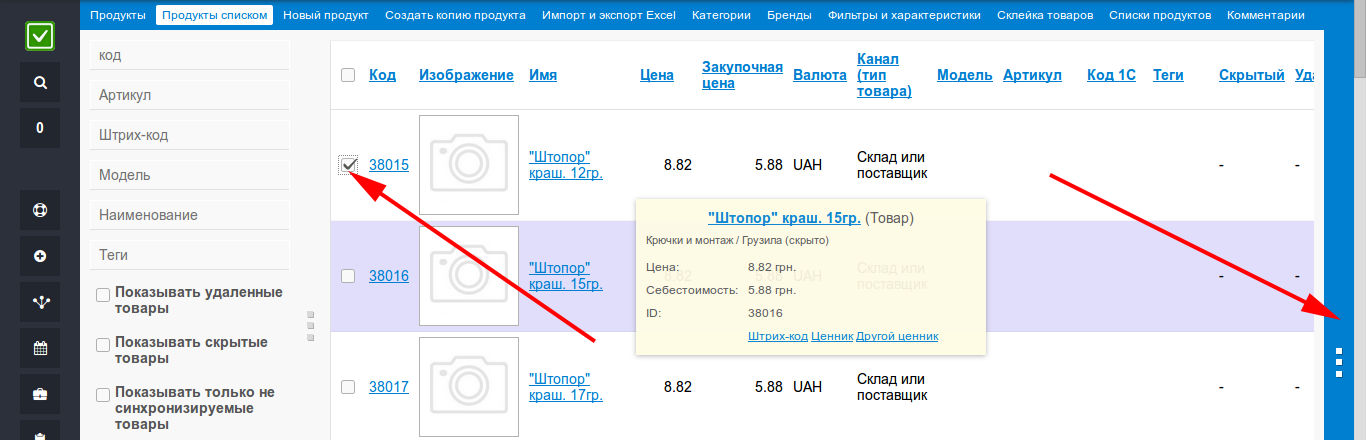 Продукты Продукты списком Новый продукт Создать копию продукта Импорт и экспорт Excel Категории Бренды Фильтры и характеристики Склейка товаров Списки продуктов Комментарии
0
код
Артикул
Штрих-код
Модель
Наименование
Теги
Показывать удаленные
товары
Показывать скрытые
товары
Показывать только не
синхронизируемые
товары
Код Изображение Имя Цена Закупочная цена Валюта Канал (тип товара) Модель Артикул Код 1С Теги Скрытый Уда
38015 "Штопор" краш. 12гр. 8.82 5.88 UAH Склад или поставщик - -
38016 "Штопор" краш. 15гр. 8.82 UAH Склад или поставщик - -
"Штопор" краш. 15гр. (Товар)
Крючки и монтаж / Грузила (скрыто)
Цена: 8.82 грн.
Себестоимость: 5.88 грн.
ID: 38016
Штрих-код Ценник Другой ценник
38017 "Штопор" краш. 17гр. 8.82 5.88 UAH Склад или поставщик - -